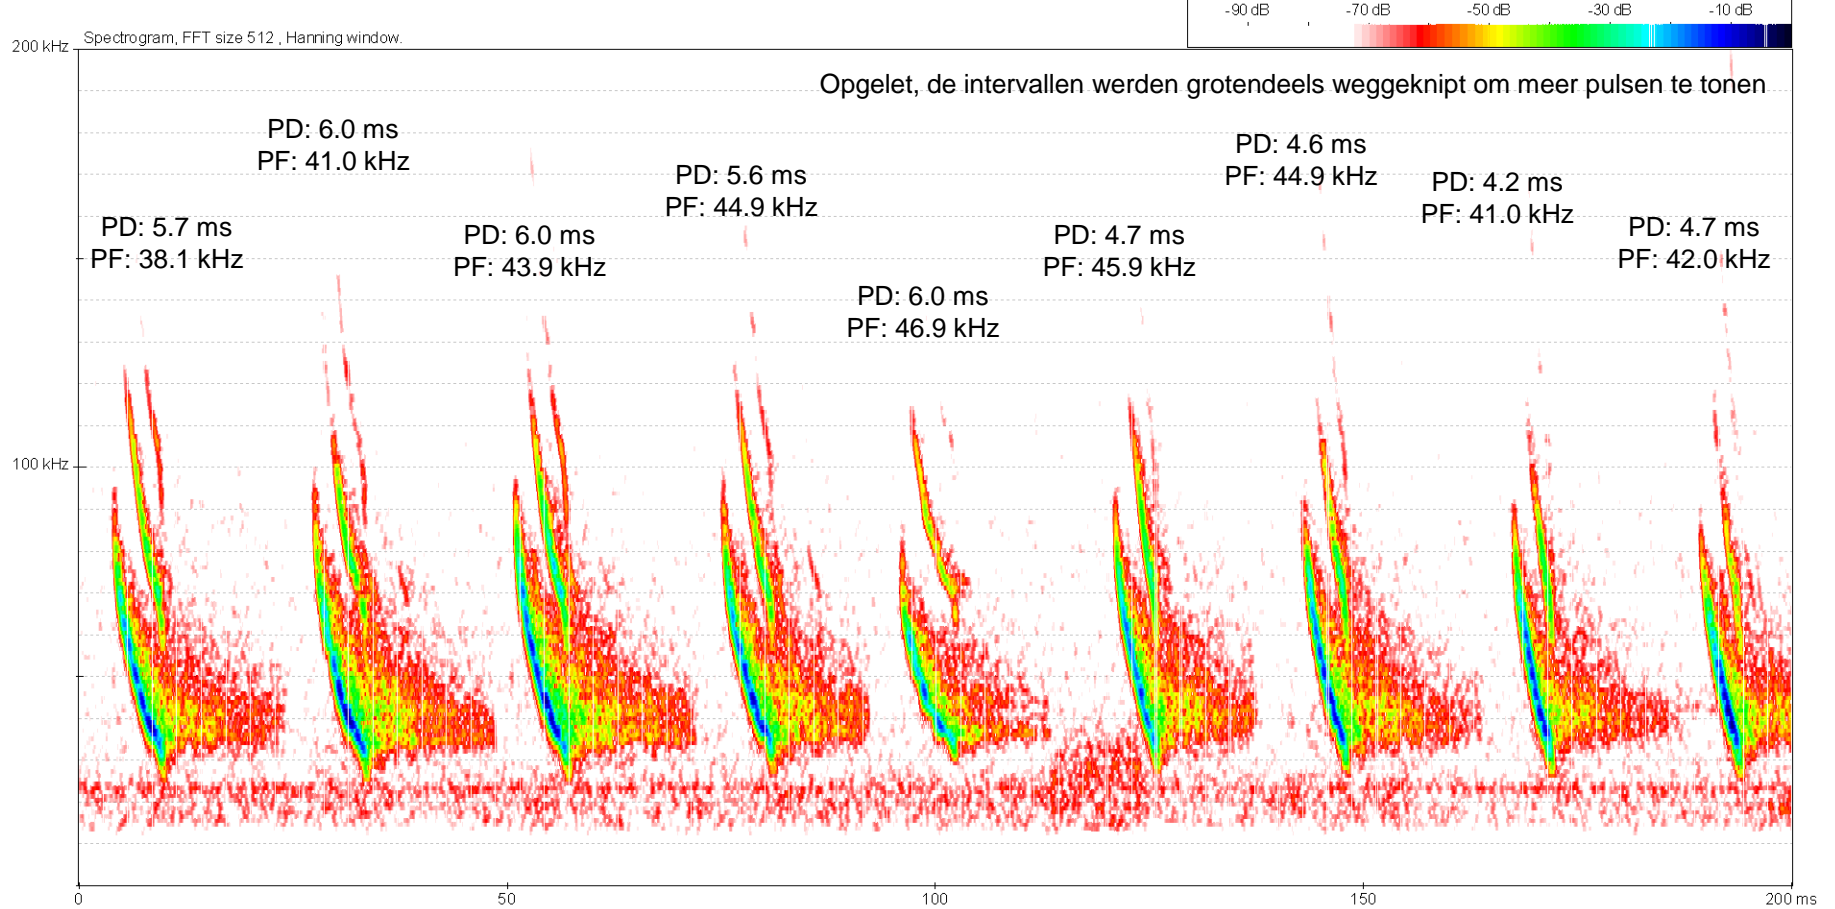 -90 dB -70 dB -50 dB -30 dB -10 dB
Spectrogram, FFT size 512 , Hanning window.
200 kHz
Opgelet, de intervallen werden grotendeels weggeknipt om meer pulsen te tonen
PD: 6.0 ms
PF: 41.0 kHz
PD: 4.6 ms
PF: 44.9 kHz
PD: 5.6 ms
PF: 44.9 kHz
PD: 4.2 ms
PF: 41.0 kHz
PD: 5.7 ms
PF: 38.1 kHz
PD: 6.0 ms
PF: 43.9 kHz
PD: 4.7 ms
PF: 45.9 kHz
PD: 4.7 ms
PF: 42.0 kHz
PD: 6.0 ms
PF: 46.9 kHz
100 kHz
0 50 100 150 200 ms